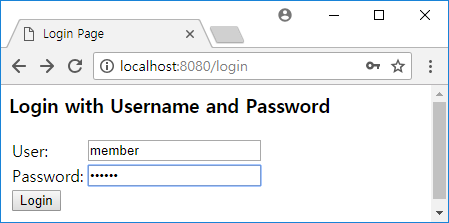 Login Page
localhost:8080/login
Login with Username and Password
User: member
Password: ••••••
Login